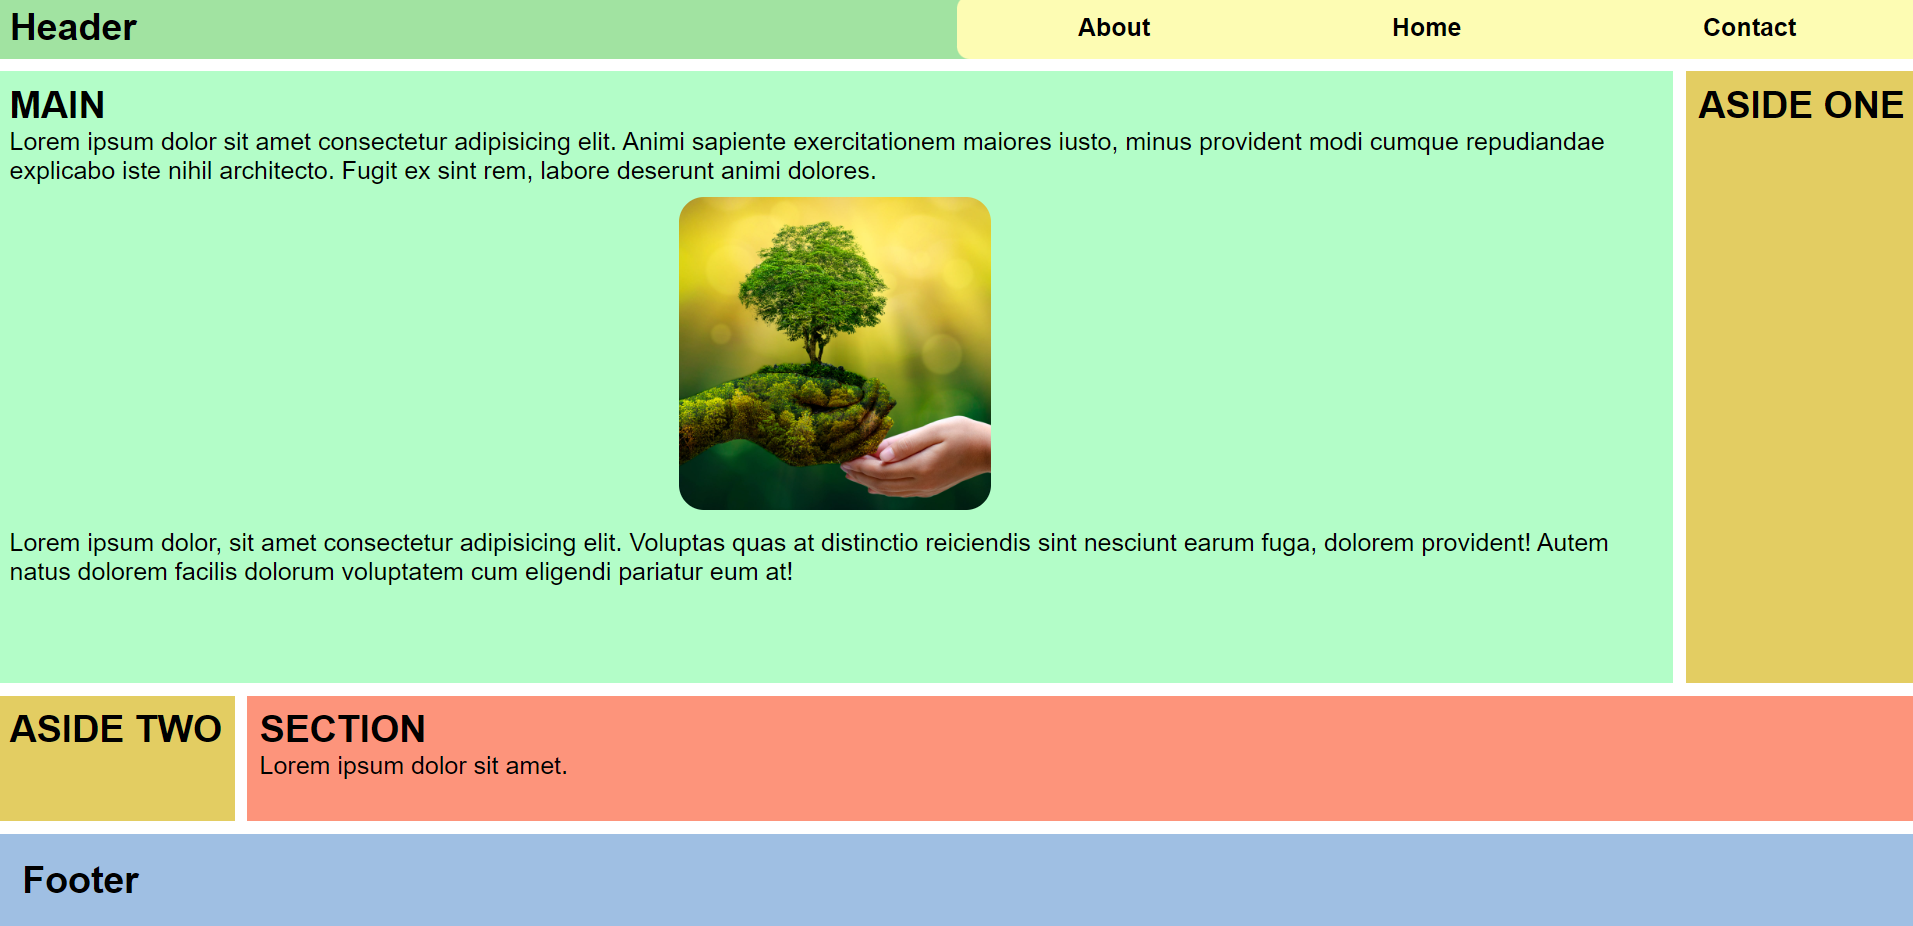 Header
About
Home
Contact
MAIN
Lorem ipsum dolor sit amet consectetur adipisicing elit. Animi sapiente exercitationem maiores iusto, minus provident modi cumque repudiandae
explicabo iste nihil architecto. Fugit ex sint rem, labore deserunt animi dolores.
Lorem ipsum dolor, sit amet consectetur adipisicing elit. Voluptas quas at distinctio reiciendis sint nesciunt earum fuga, dolorem provident! Autem
natus dolorem facilis dolorum voluptatem cum eligendi pariatur eum at!
ASIDE ONE
ASIDE TWO
SECTION
Lorem ipsum dolor sit amet.
Footer